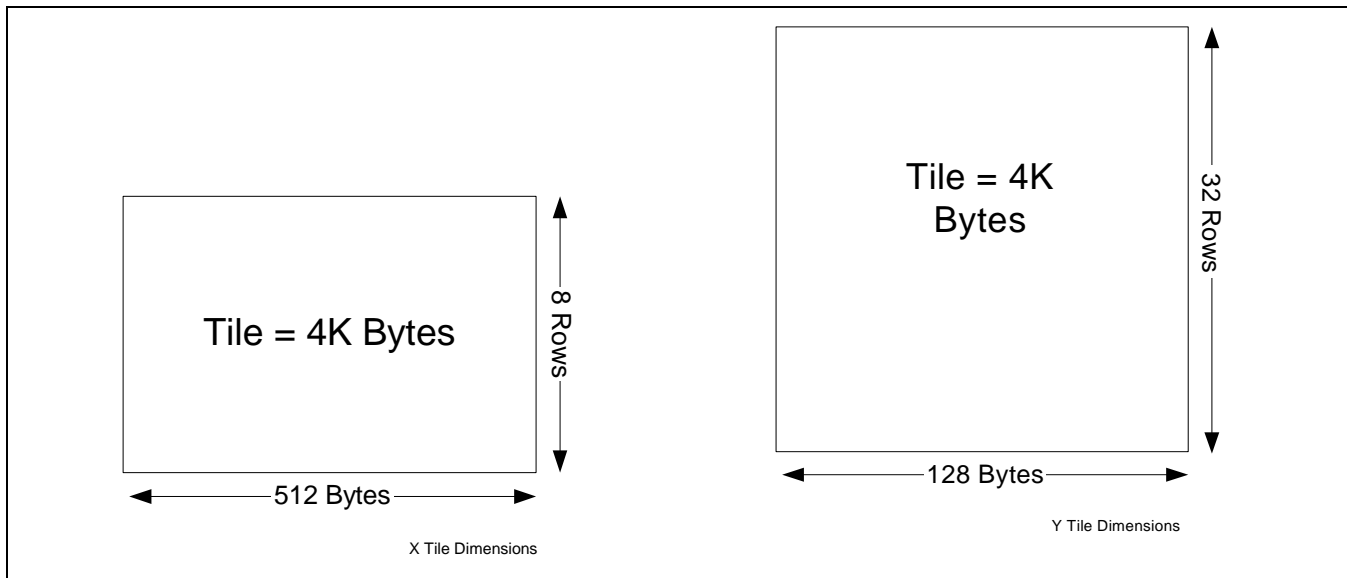 Tile = 4K Bytes
8 Rows
512 Bytes
X Tile Dimensions
Tile = 4K
Bytes
32 Rows
128 Bytes
Y Tile Dimensions